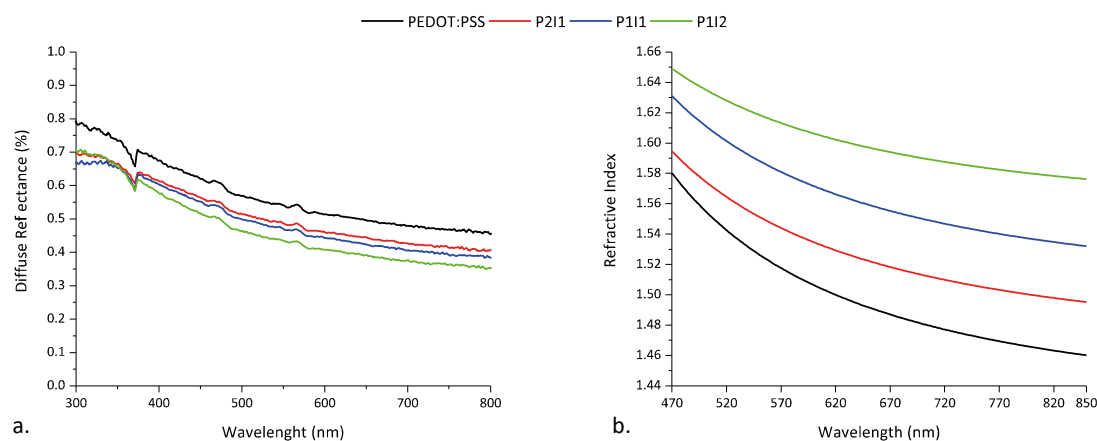 PEDOT:PSS P2I1 P1I1 P1I2
1.0
0.9
0.8
0.7
0.6
0.5
0.4
0.3
0.2
0.1
0.0
Diffuse Ref ectance (%)
300 400 500 600 700 800
Wavelenght (nm)
a.
1.66
1.64
1.62
1.60
1.58
1.56
1.54
1.52
1.50
1.48
1.46
1.44
Refractive Index
470 520 570 620 670 720 770 820 850
Wavelength (nm)
b.